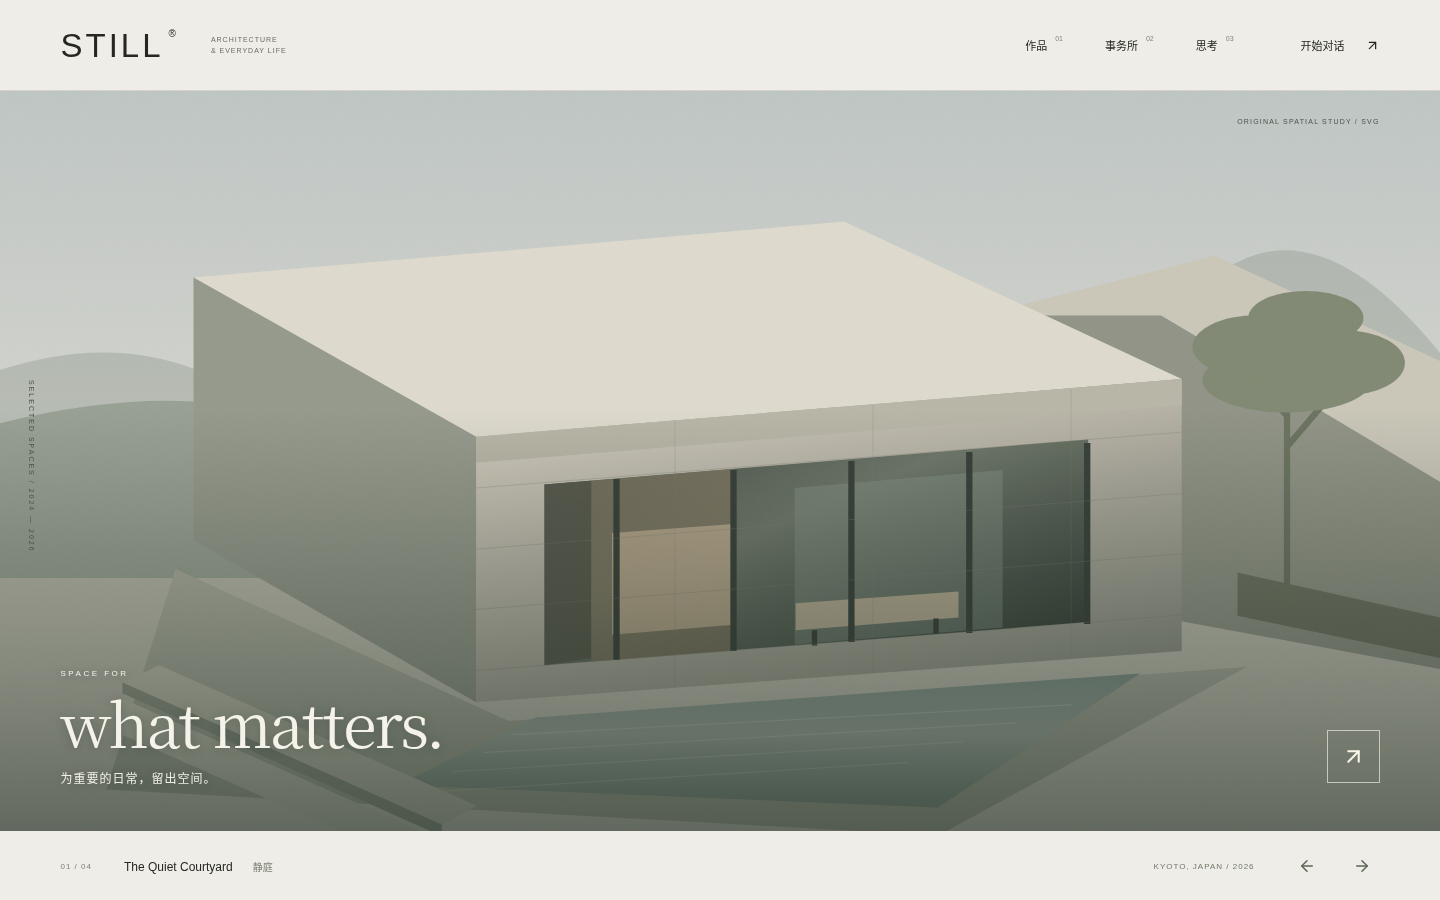 STILL®
ARCHITECTURE
& EVERYDAY LIFE
作品 01
事务所 02
思考 03
开始对话
ORIGINAL SPATIAL STUDY / SVG
SELECTED SPACES / 2024 — 2026
SPACE FOR
what matters.
为重要的日常，留出空间。
01 / 04
The Quiet Courtyard 静庭
KYOTO, JAPAN / 2026